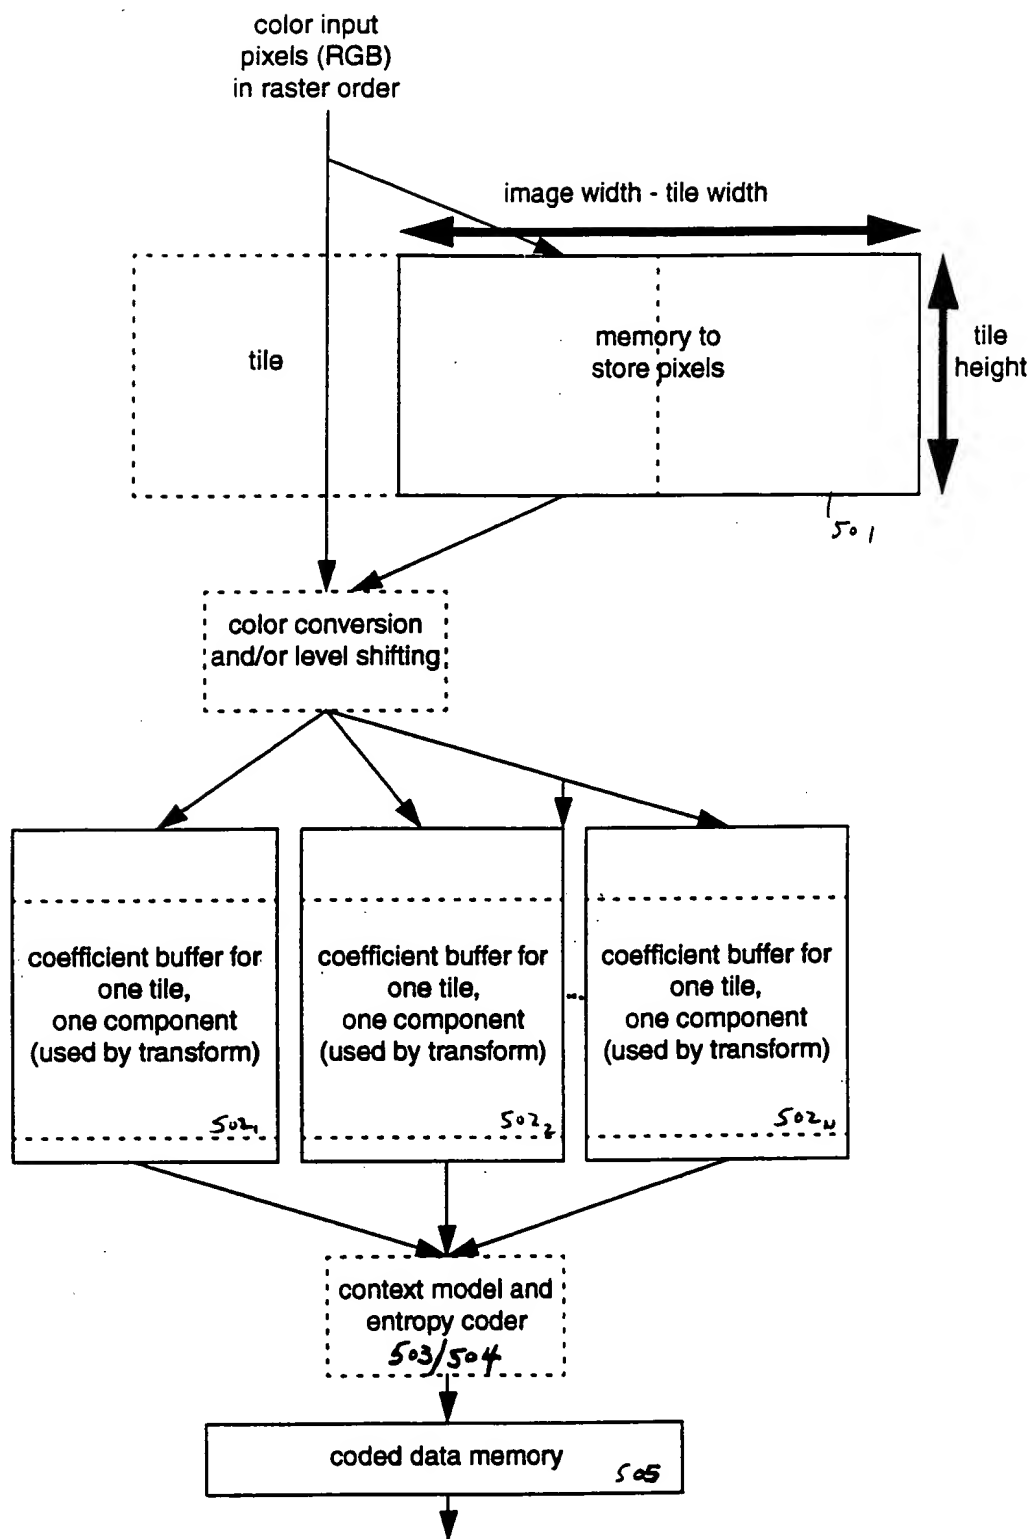 color input
pixels (RGB)
in raster order
image width - tile width
tile
memory to
store pixels
tile
height
501
color conversion
and/or level shifting
coefficient buffer for
one tile,
one component
(used by transform)
502₁
coefficient buffer for
one tile,
one component
(used by transform)
502₂
...
coefficient buffer for
one tile,
one component
(used by transform)
502N
context model and
entropy coder
503/504
coded data memory
505